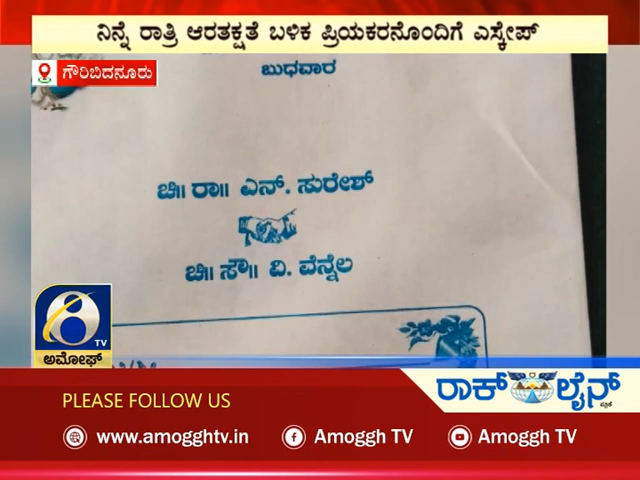 ನಿನ್ನೆ ರಾತ್ರಿ ಆರತಕ್ಷತೆ ಬಳಿಕ ಪ್ರಿಯಕರನೊಂದಿಗೆ ಎಸ್ಕೇಪ್
ಗೌರಿಬಿದನೂರು
ಬುಧವಾರ
ಚಿ॥ ರಾ॥ ಎನ್. ಸುರೇಶ್
ಚಿ॥ ಸೌ॥ ವಿ. ವೆನ್ನೆಲ
TV
ಅಮೋಘ್
PLEASE FOLLOW US
ರಾಕ್ ಲೈನ್
www.amogghtv.in
Amoggh TV
Amoggh TV